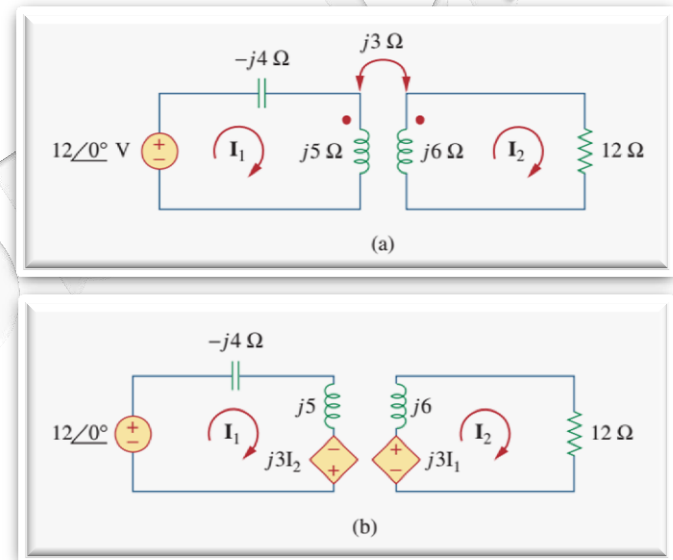 j3 Ω
−j4 Ω
12/0° V + − I₁ j5 Ω j6 Ω I₂ 12 Ω
(a)
−j4 Ω
j5 j6
12/0° + − I₁ I₂ 12 Ω
j3I₂ − + + − j3I₁
(b)